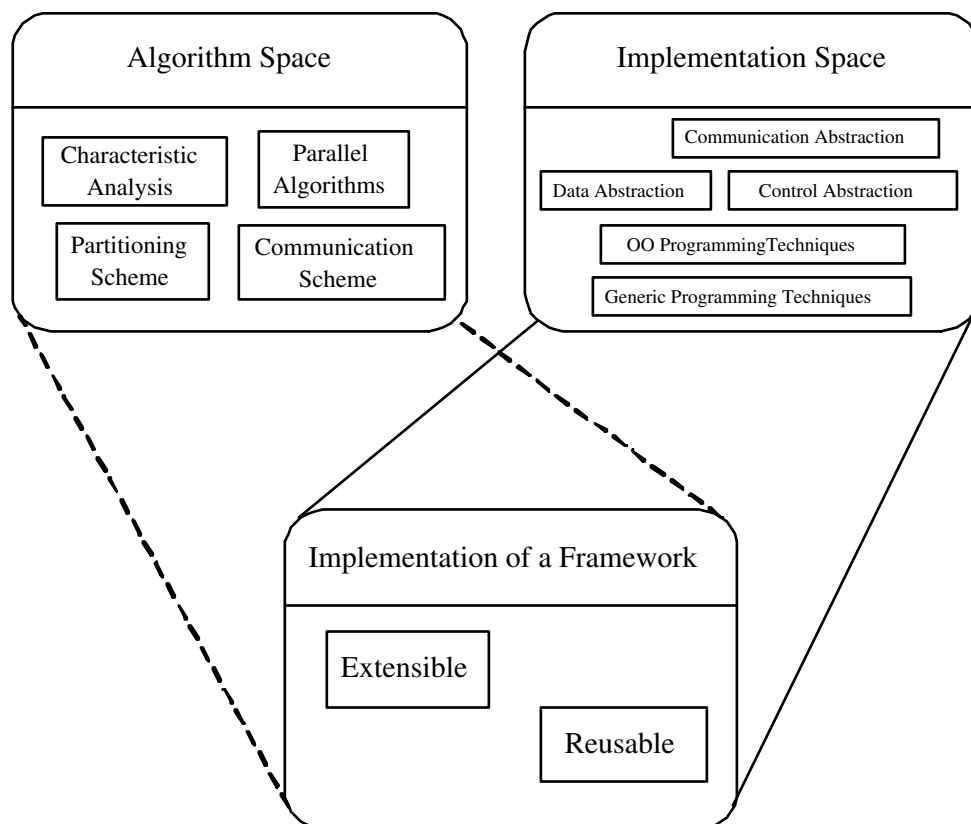 Algorithm Space
Characteristic
Analysis
Parallel
Algorithms
Partitioning
Scheme
Communication
Scheme
Implementation Space
Communication Abstraction
Data Abstraction
Control Abstraction
OO ProgrammingTechniques
Generic Programming Techniques
Implementation of a Framework
Extensible
Reusable